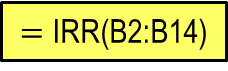 = IRR(B2:B14)